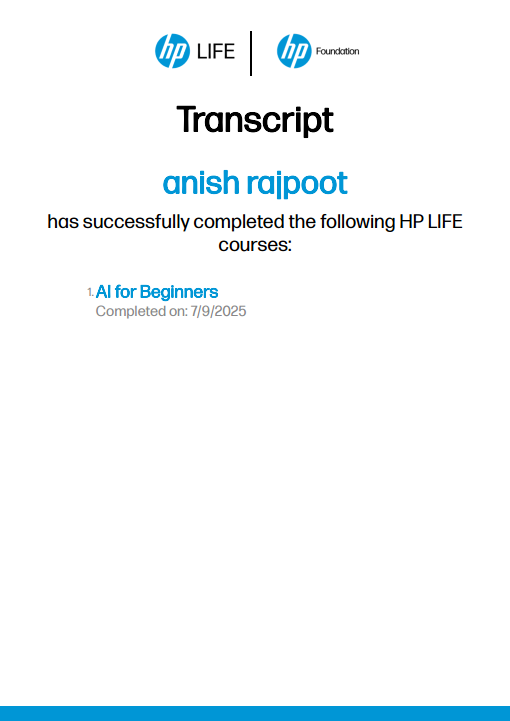 hp LIFE hp Foundation
Transcript
anish rajpoot
has successfully completed the following HP LIFE
courses:
1. AI for Beginners
Completed on: 7/9/2025